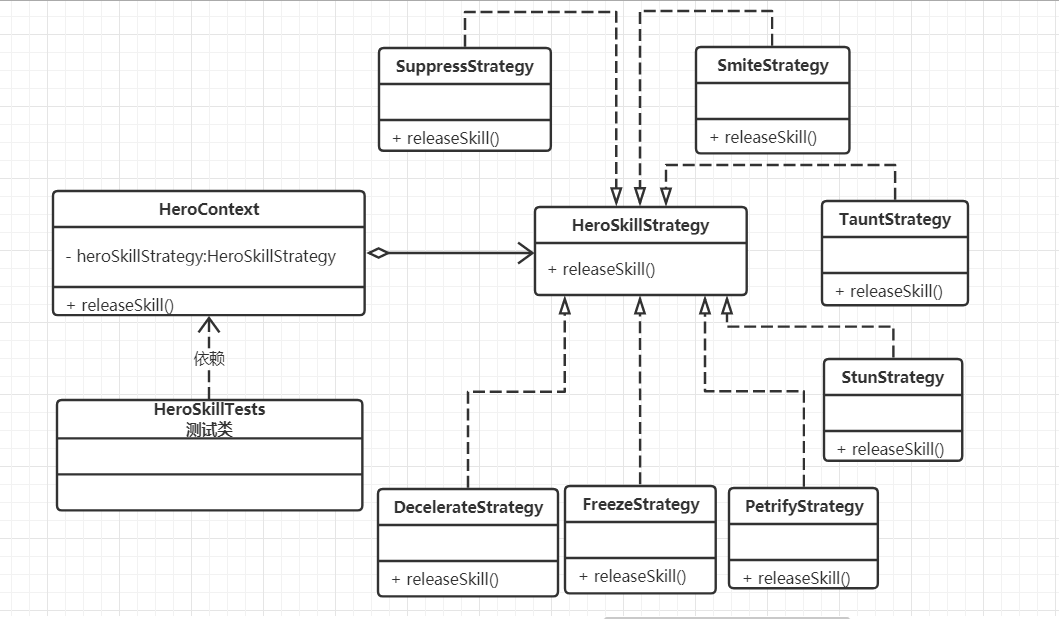 SuppressStrategy
+ releaseSkill()
SmiteStrategy
+ releaseSkill()
HeroContext
- heroSkillStrategy:HeroSkillStrategy
+ releaseSkill()
HeroSkillStrategy
+ releaseSkill()
TauntStrategy
+ releaseSkill()
依赖
StunStrategy
+ releaseSkill()
HeroSkillTests
测试类
DecelerateStrategy
+ releaseSkill()
FreezeStrategy
+ releaseSkill()
PetrifyStrategy
+ releaseSkill()